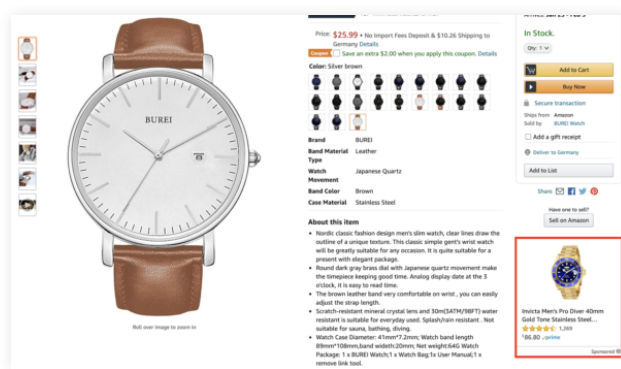 BUREI
Roll over image to zoom in
Price: $25.99 + No Import Fees Deposit & $10.26 Shipping to
Germany Details
Coupon Save an extra $2.00 when you apply this coupon. Details
Color: Silver brown
Brand BUREI
Band Material Leather
Type
Watch Japanese Quartz
Movement
Band Color Brown
Case Material Stainless Steel
About this item
• Nordic classic fashion design men's slim watch, clear lines draw the
outline of a unique texture. This classic simple gent's wrist watch
will be greatly suitable for any occasion. It is quite suitable for a
present with elegant package.
• Round dark gray brass dial with Japanese quartz movement make
the timepiece keeping good time. Analog display date at the 3
o'clock, it is easy to read time.
• The brown leather band very comfortable on wrist , you can easily
adjust the strap length.
• Scratch-resistant mineral crystal lens and 30m(3ATM/98FT) water
resistant is suitable for everyday used. Splash/rain resistant . Not
suitable for sauna, bathing, diving.
• Watch Case Diameter: 41mm*7.2mm; Watch band length
89mm*108mm,band wideth:20mm; Net weight:64G Watch
Package: 1 x BUREI Watch;1 x Watch Bag;1x User Manual;1 x
remove link tool.
In Stock.
Qty: 1
Add to Cart
Buy Now
Secure transaction
Ships from Amazon
Sold by BUREI Watch
Add a gift receipt
Deliver to Germany
Add to List
Share
Have one to sell?
Sell on Amazon
Invicta Men's Pro Diver 40mm
Gold Tone Stainless Steel...
1,269
$86.80 prime
Sponsored